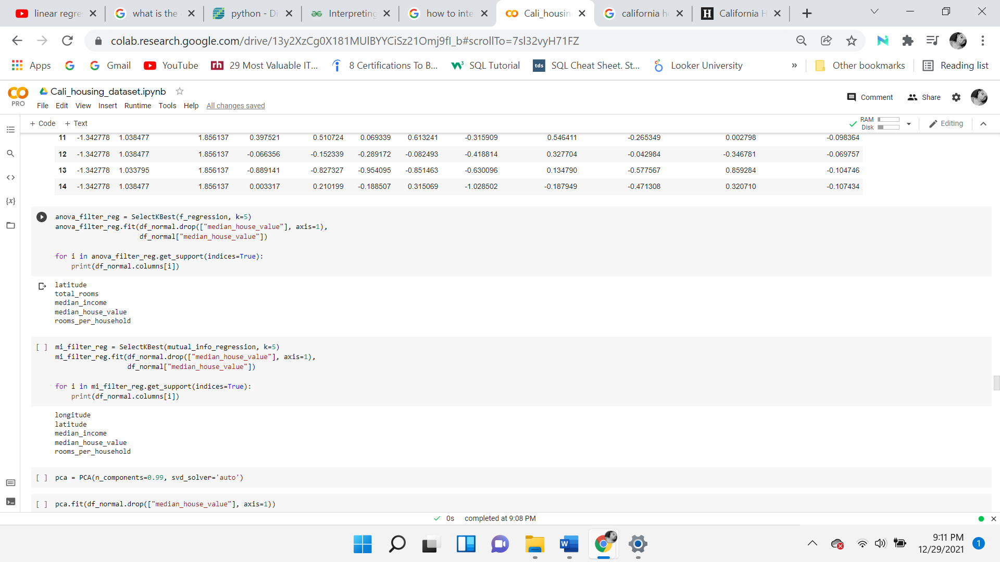 linear regre
what is the
python - Di
Interpreting
how to inte
Cali_housin
california h
California H
colab.research.google.com/drive/13y2XzCg0X181MUlBYYCiSz21Omj9fI_b#scrollTo=7sl32vyH71FZ
Apps
Gmail
YouTube
29 Most Valuable IT...
8 Certifications To B...
SQL Tutorial
SQL Cheat Sheet. St...
Looker University
»
Other bookmarks
Reading list
PRO
Cali_housing_dataset.ipynb
File Edit View Insert Runtime Tools Help All changes saved
Comment
Share
+ Code + Text
RAM
Disk
Editing
11 -1.342778 1.038477 1.856137 0.397521 0.510724 0.069339 0.613241 -0.315909 0.546411 -0.265349 0.002798 -0.098364
12 -1.342778 1.038477 1.856137 -0.066356 -0.152339 -0.289172 -0.082493 -0.418814 0.327704 -0.042984 -0.346781 -0.069757
13 -1.342778 1.033795 1.856137 -0.889141 -0.827327 -0.954095 -0.851463 -0.630096 0.134790 -0.577567 0.859284 -0.104746
14 -1.342778 1.038477 1.856137 0.003317 0.210199 -0.188507 0.315069 -1.028502 -0.187949 -0.471308 0.320710 -0.107434
anova_filter_reg = SelectKBest(f_regression, k=5)
anova_filter_reg.fit(df_normal.drop(["median_house_value"], axis=1),
df_normal["median_house_value"])
for i in anova_filter_reg.get_support(indices=True):
print(df_normal.columns[i])
latitude
total_rooms
median_income
median_house_value
rooms_per_household
[ ] mi_filter_reg = SelectKBest(mutual_info_regression, k=5)
mi_filter_reg.fit(df_normal.drop(["median_house_value"], axis=1),
df_normal["median_house_value"])
for i in mi_filter_reg.get_support(indices=True):
print(df_normal.columns[i])
longitude
latitude
median_income
median_house_value
rooms_per_household
[ ] pca = PCA(n_components=0.99, svd_solver='auto')
[ ] pca.fit(df_normal.drop(["median_house_value"], axis=1))
0s completed at 9:08 PM
9:11 PM
12/29/2021
1